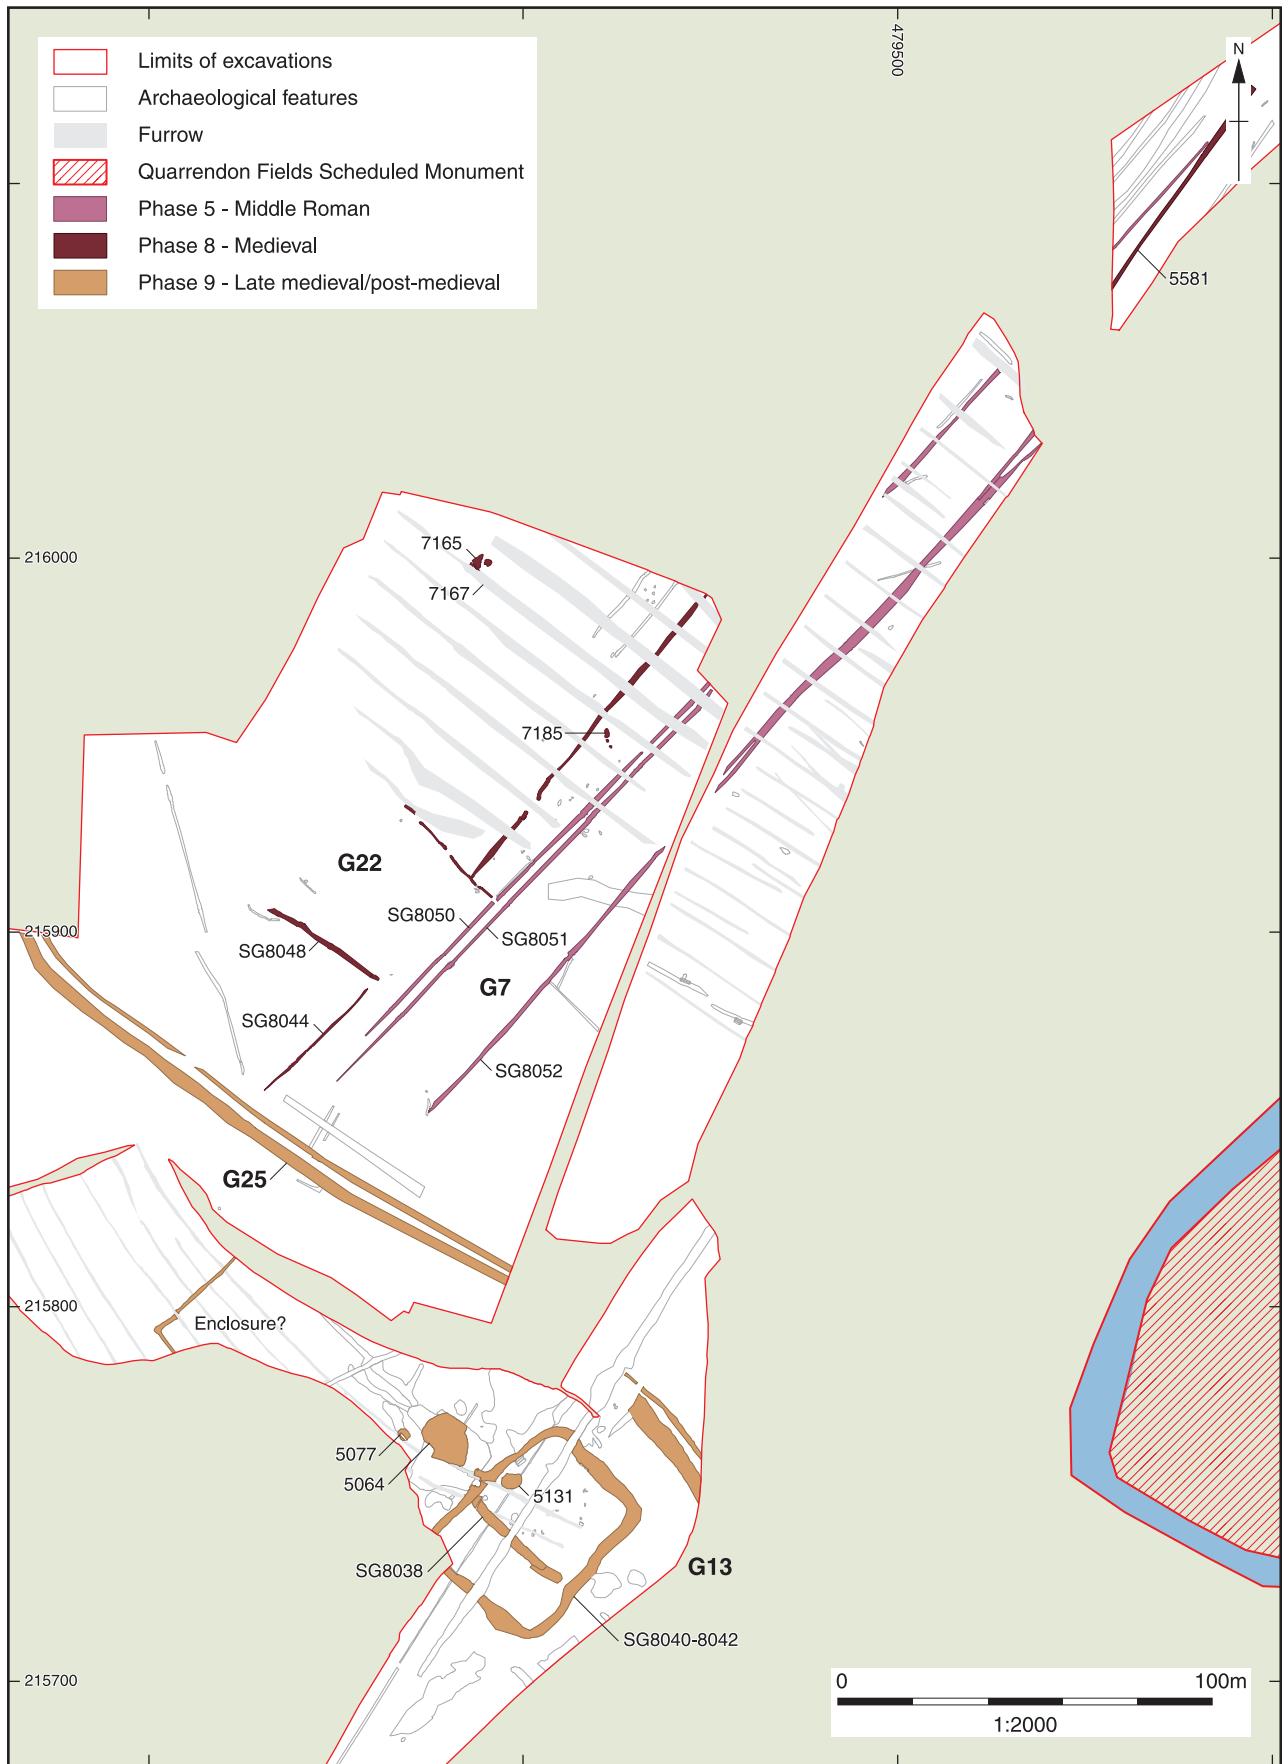 Limits of excavations
Archaeological features
Furrow
Quarrendon Fields Scheduled Monument
Phase 5 - Middle Roman
Phase 8 - Medieval
Phase 9 - Late medieval/post-medieval
479500
N
5581
216000
7165
7167
7185
G22
SG8050
215900
SG8051
SG8048
G7
SG8044
SG8052
G25
215800
Enclosure?
5077
5064
5131
SG8038
G13
SG8040-8042
215700
0 100m
1:2000